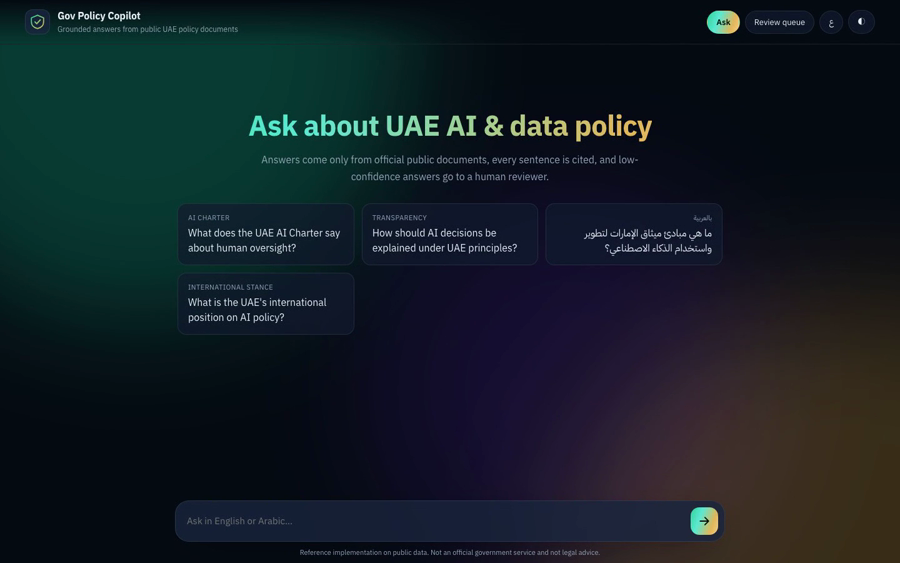 Gov Policy Copilot
Grounded answers from public UAE policy documents
Ask
Review queue
ع
Ask about UAE AI & data policy
Answers come only from official public documents, every sentence is cited, and low-
confidence answers go to a human reviewer.
AI CHARTER
What does the UAE AI Charter say
about human oversight?
TRANSPARENCY
How should AI decisions be
explained under UAE principles?
بالعربية
ما هي مبادئ ميثاق الإمارات لتطوير
واستخدام الذكاء الاصطناعي؟
INTERNATIONAL STANCE
What is the UAE's international
position on AI policy?
Ask in English or Arabic...
Reference implementation on public data. Not an official government service and not legal advice.